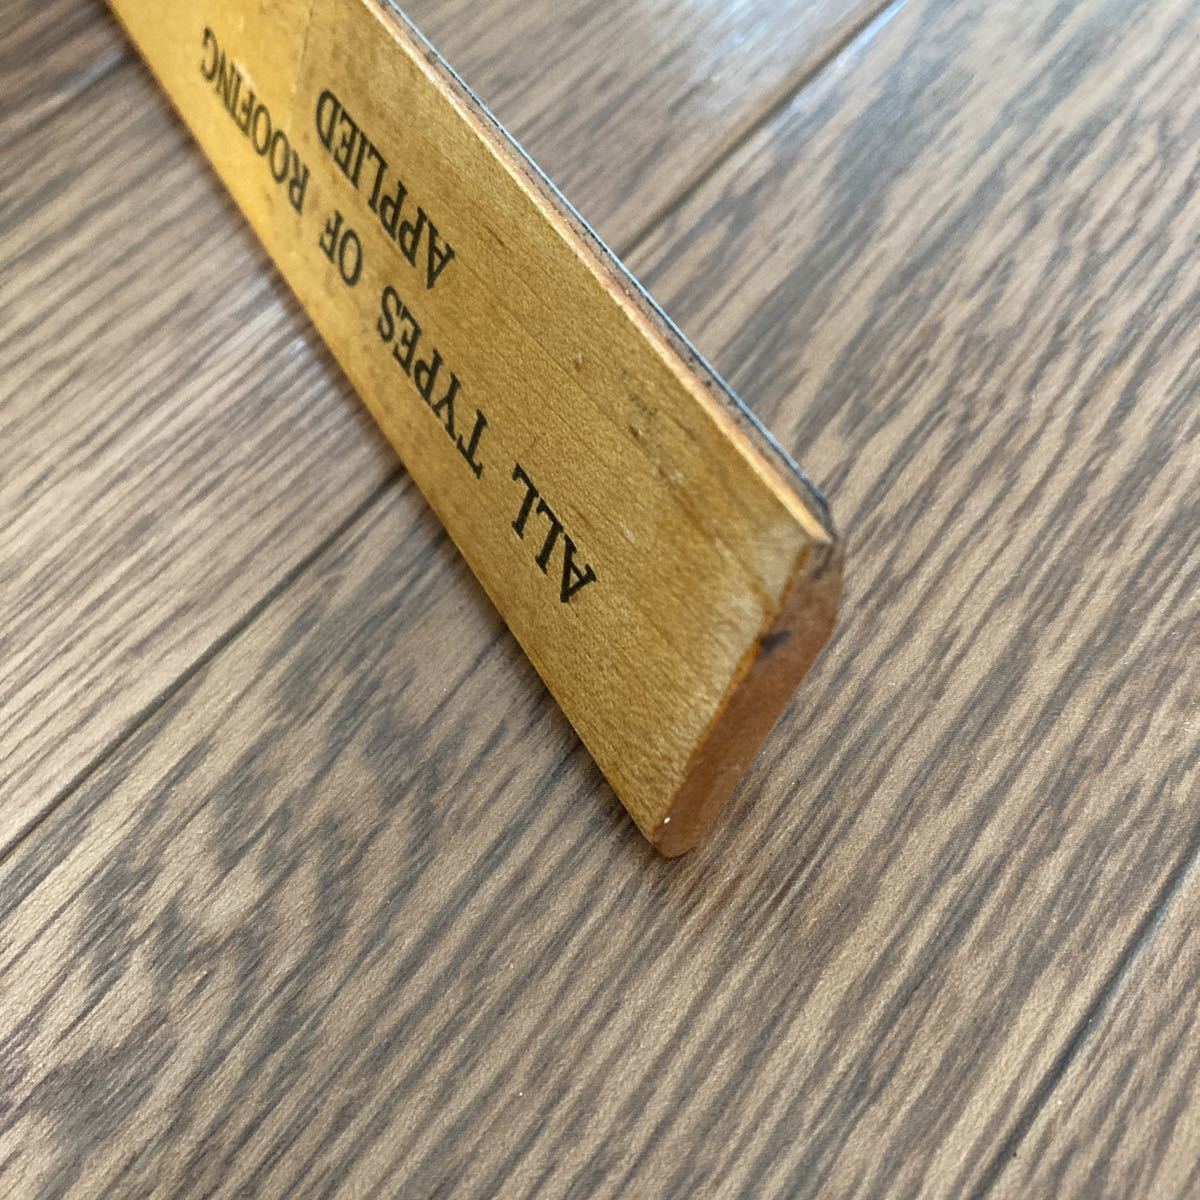 ALL TYPES OF ROOFING
APPLIED